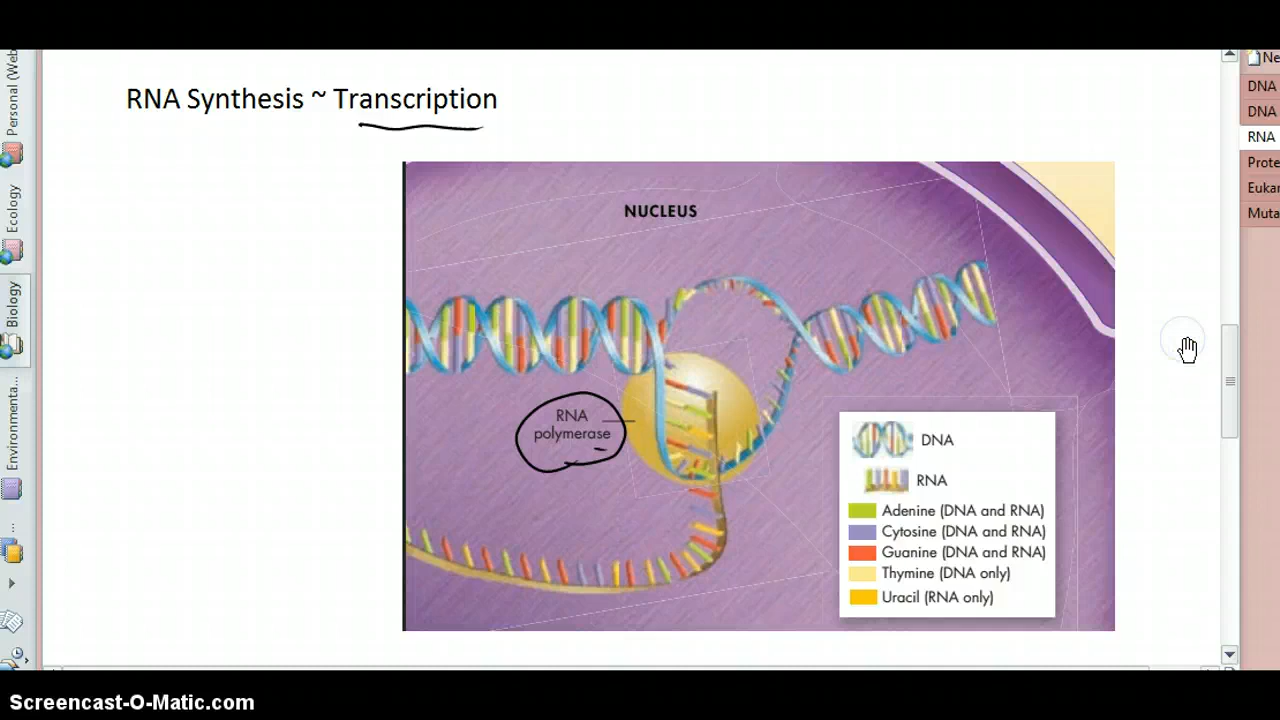 RNA Synthesis ~ Transcription
NUCLEUS
RNA
polymerase
DNA
RNA
Adenine (DNA and RNA)
Cytosine (DNA and RNA)
Guanine (DNA and RNA)
Thymine (DNA only)
Uracil (RNA only)
Personal (Web
Ecology
Biology
Environmenta...
...
Ne
DNA
DNA
RNA
Prote
Eukar
Muta
Screencast-O-Matic.com